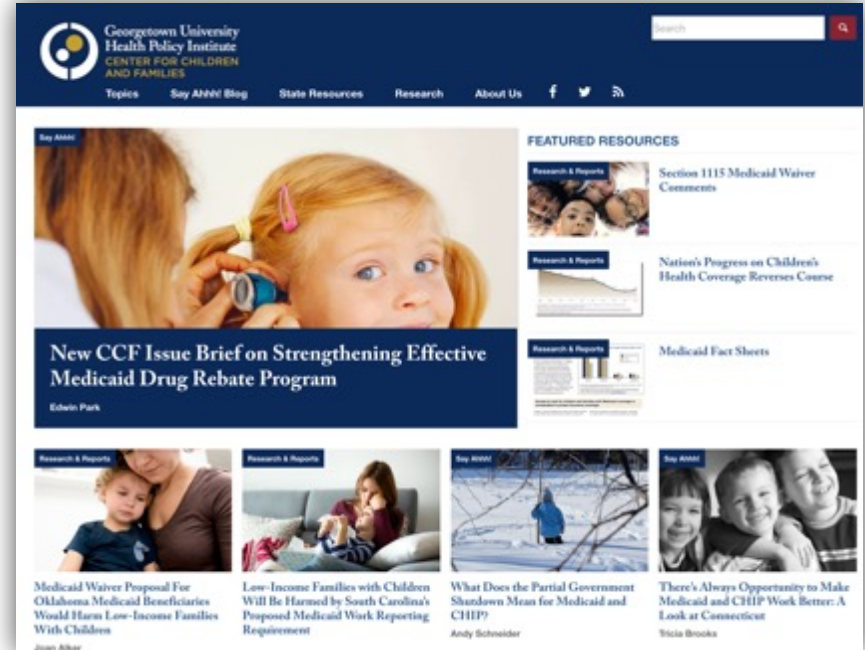 Georgetown University
Health Policy Institute
CENTER FOR CHILDREN
AND FAMILIES
Search
Topics
Say Ahhh! Blog
State Resources
Research
About Us
Say Ahhh!
New CCF Issue Brief on Strengthening Effective
Medicaid Drug Rebate Program
Edwin Park
FEATURED RESOURCES
Research & Reports
Section 1115 Medicaid Waiver
Comments
Research & Reports
Nation's Progress on Children's
Health Coverage Reverses Course
Research & Reports
Medicaid Fact Sheets
Research & Reports
Medicaid Waiver Proposal For
Oklahoma Medicaid Beneficiaries
Would Harm Low-Income Families
With Children
Joan Alker
Research & Reports
Low-Income Families with Children
Will Be Harmed by South Carolina's
Proposed Medicaid Work Reporting
Requirement
Say Ahhh!
What Does the Partial Government
Shutdown Mean for Medicaid and
CHIP?
Andy Schneider
Say Ahhh!
There's Always Opportunity to Make
Medicaid and CHIP Work Better: A
Look at Connecticut
Tricia Brooks